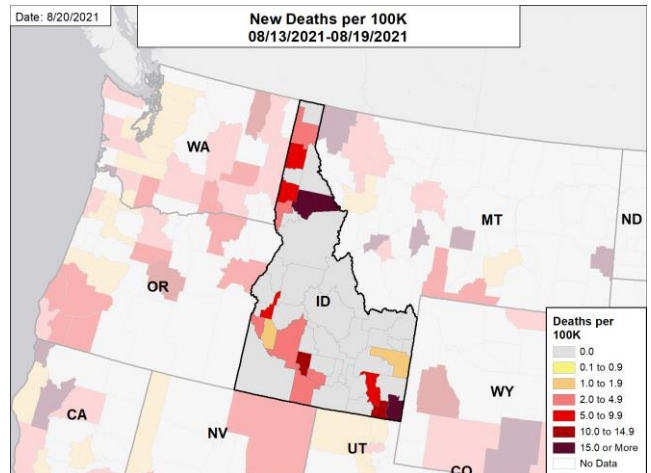 Date: 8/20/2021
New Deaths per 100K
08/13/2021-08/19/2021
WA
MT
ND
OR
ID
WY
CA
NV
UT
CO
Deaths per
100K
0.0
0.1 to 0.9
1.0 to 1.9
2.0 to 4.9
5.0 to 9.9
10.0 to 14.9
15.0 or More
No Data